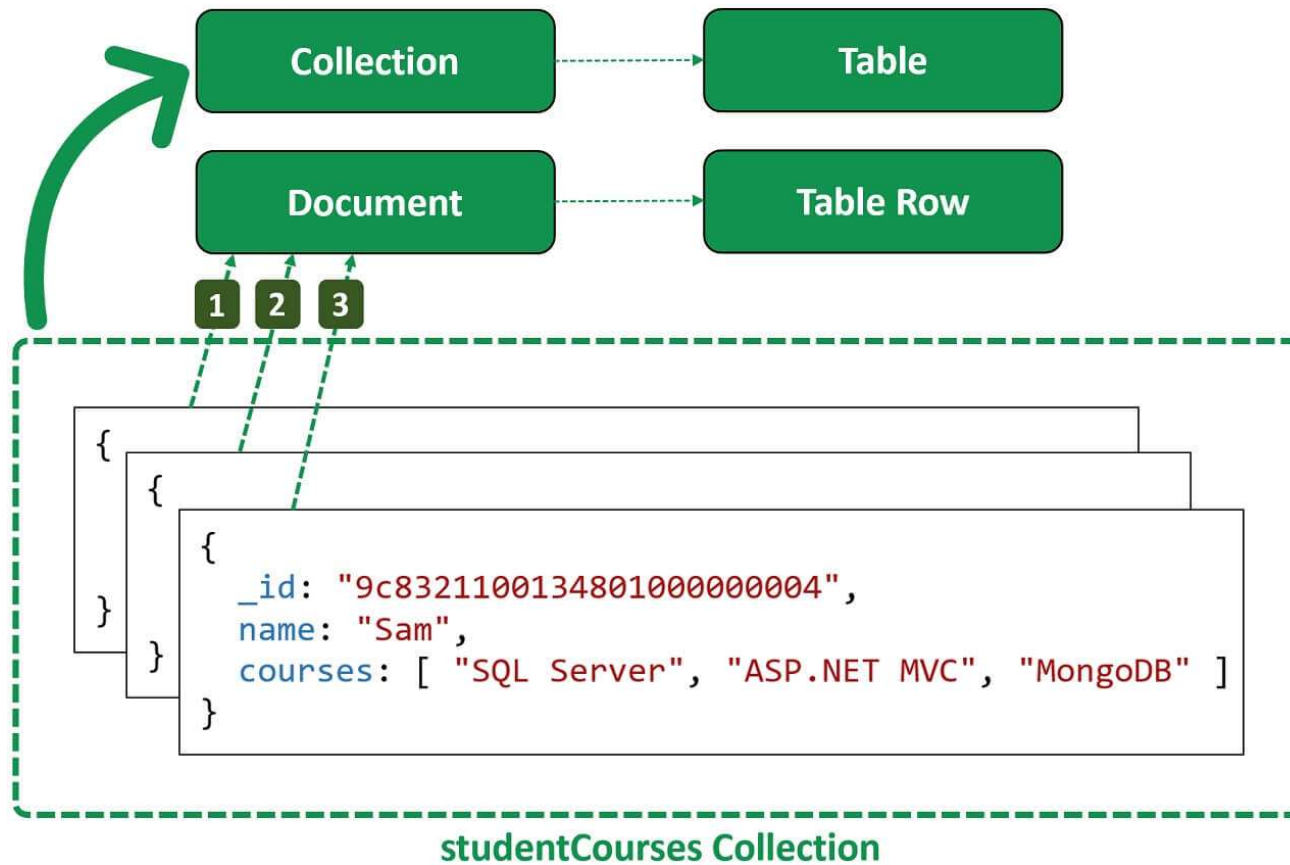 Collection
Table
Document
Table Row
1
2
3
{
}
{
}
{
_id: "9c8321100134801000000004",
name: "Sam",
courses: [ "SQL Server", "ASP.NET MVC", "MongoDB" ]
}
studentCourses Collection